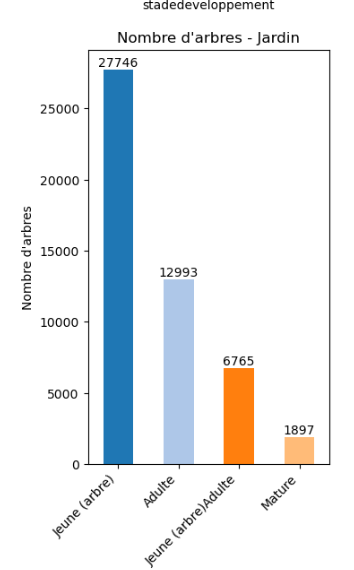 stadedeveloppement
Nombre d'arbres - Jardin
Nombre d'arbres
25000
20000
15000
10000
5000
0
27746
12993
6765
1897
Jeune (arbre)
Adulte
Jeune (arbre)Adulte
Mature